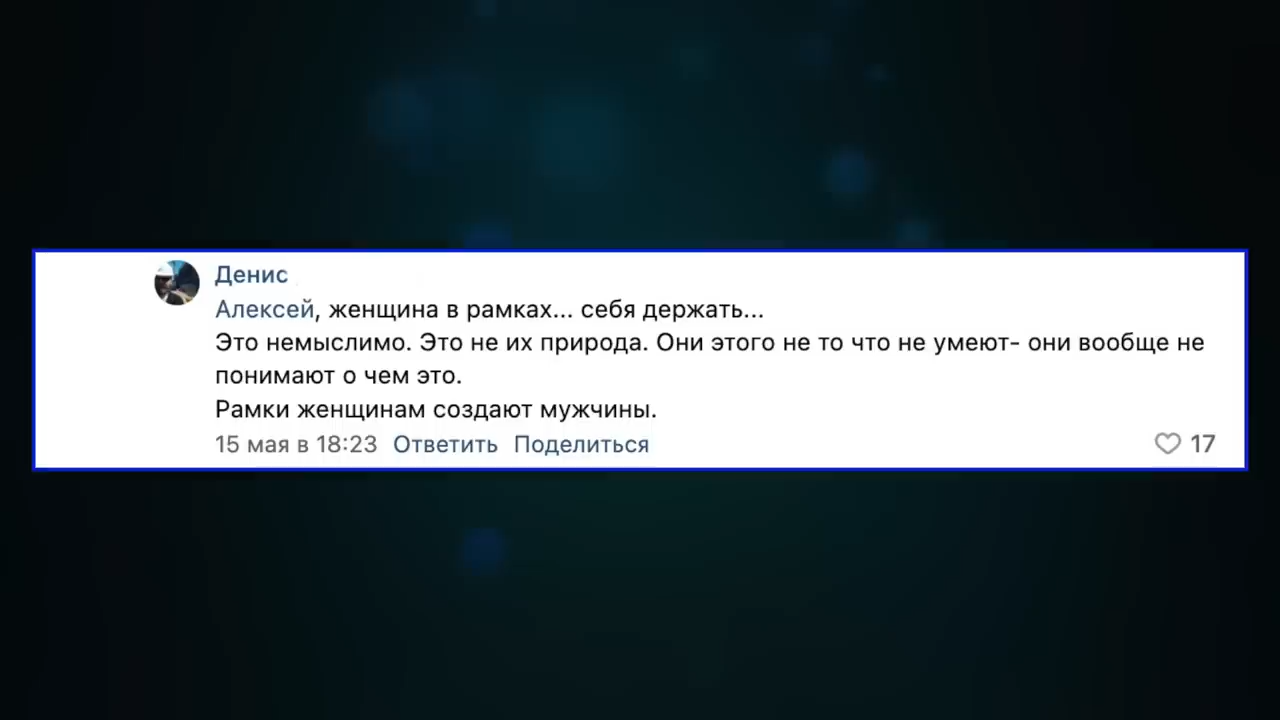 Денис
Алексей, женщина в рамках... себя держать...
Это немыслимо. Это не их природа. Они этого не то что не умеют- они вообще не
понимают о чем это.
Рамки женщинам создают мужчины.
15 мая в 18:23 Ответить Поделиться 17